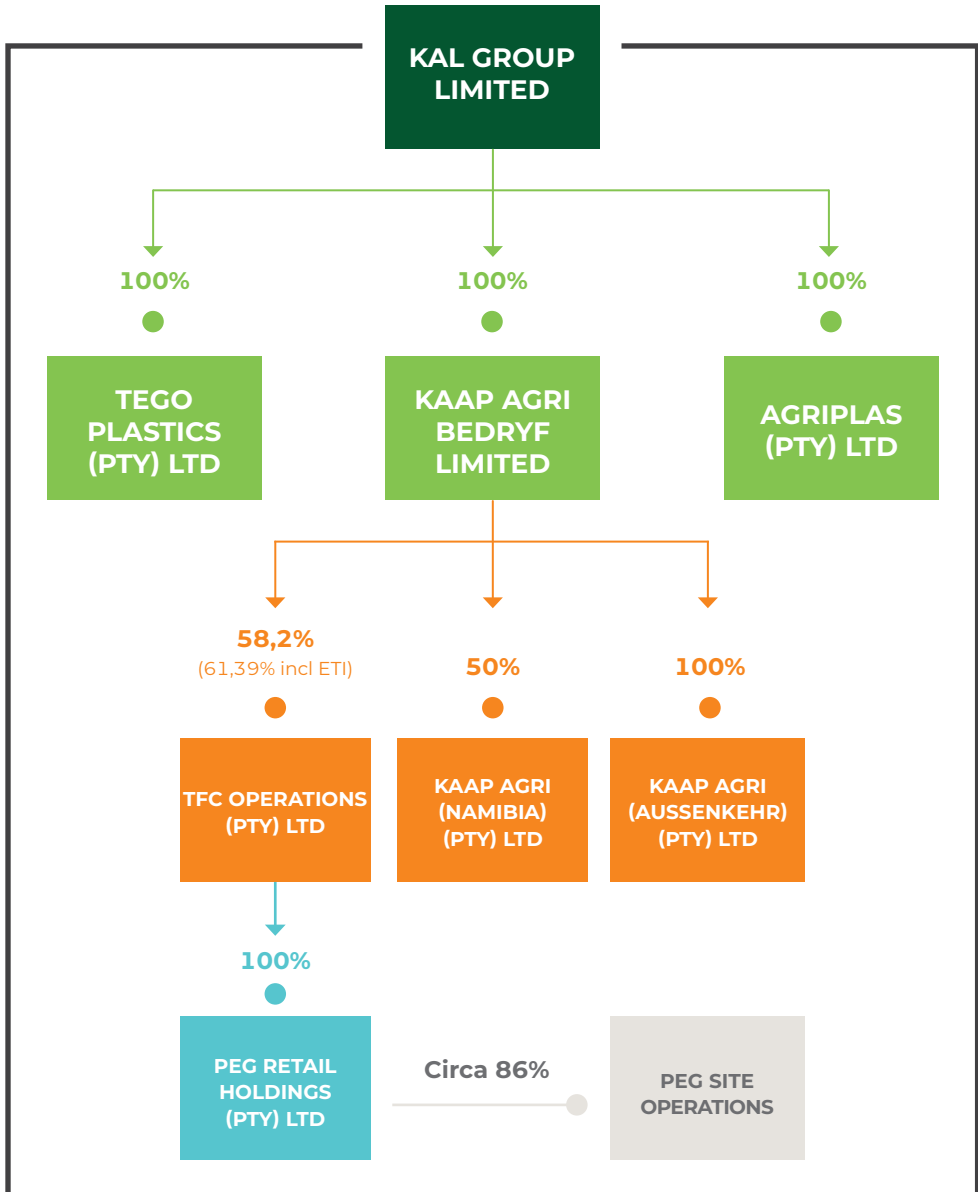 KAL GROUP
LIMITED
100%
100%
100%
TEGO
PLASTICS
(PTY) LTD
KAAP AGRI
BEDRYF
LIMITED
AGRIPLAS
(PTY) LTD
58,2%
(61,39% incl ETI)
50%
100%
TFC OPERATIONS
(PTY) LTD
KAAP AGRI
(NAMIBIA)
(PTY) LTD
KAAP AGRI
(AUSSENKEHR)
(PTY) LTD
100%
PEG RETAIL
HOLDINGS
(PTY) LTD
Circa 86%
PEG SITE
OPERATIONS